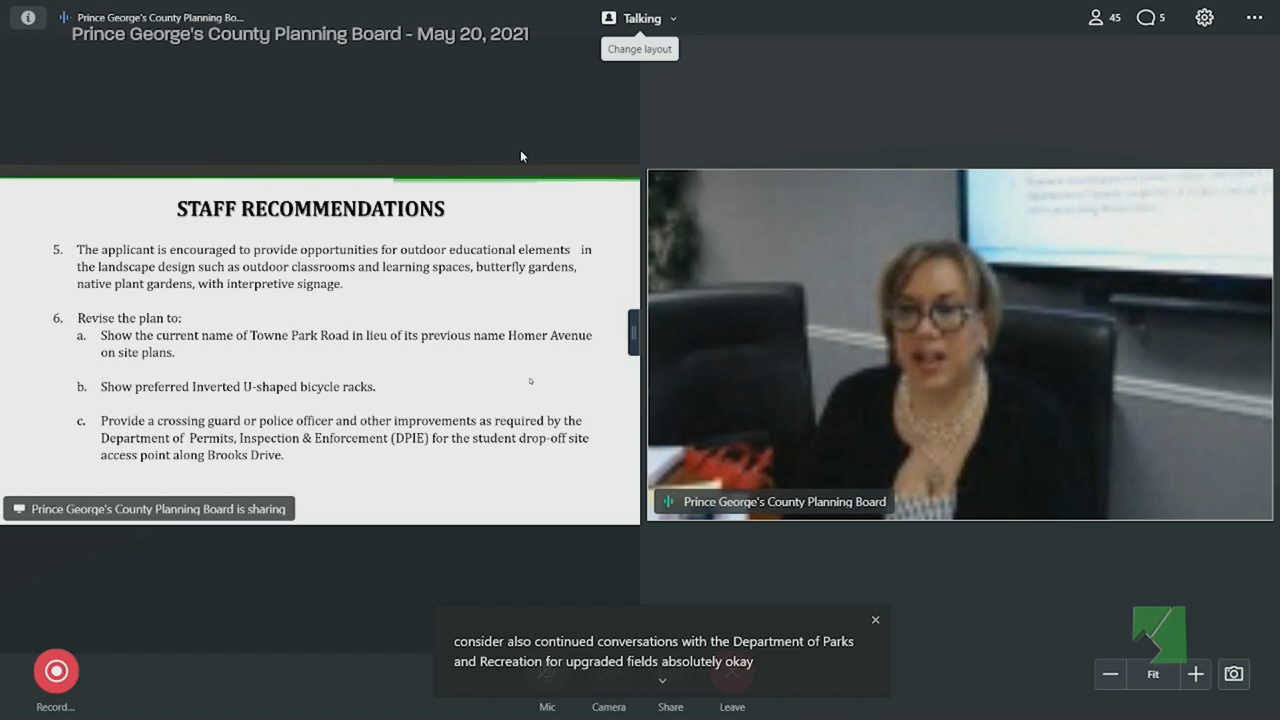 Prince George's County Planning Bo...
Talking
45
5
Prince George's County Planning Board - May 20, 2021
Change layout
STAFF RECOMMENDATIONS
5. The applicant is encouraged to provide opportunities for outdoor educational elements in
the landscape design such as outdoor classrooms and learning spaces, butterfly gardens,
native plant gardens, with interpretive signage.
6. Revise the plan to:
a. Show the current name of Towne Park Road in lieu of its previous name Homer Avenue
on site plans.
b. Show preferred Inverted U-shaped bicycle racks.
c. Provide a crossing guard or police officer and other improvements as required by the
Department of Permits, Inspection & Enforcement (DPIE) for the student drop-off site
access point along Brooks Drive.
Prince George's County Planning Board is sharing
Prince George's County Planning Board
consider also continued conversations with the Department of Parks
and Recreation for upgraded fields absolutely okay
Fit
Record...
Mic
Camera
Share
Leave